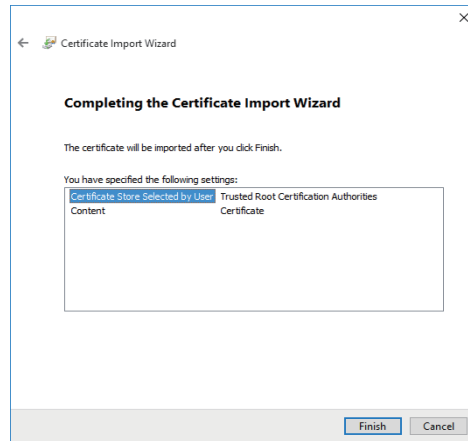 Certificate Import Wizard
Completing the Certificate Import Wizard
The certificate will be imported after you click Finish.
You have specified the following settings:
Certificate Store Selected by User Trusted Root Certification Authorities
Content Certificate
Finish Cancel